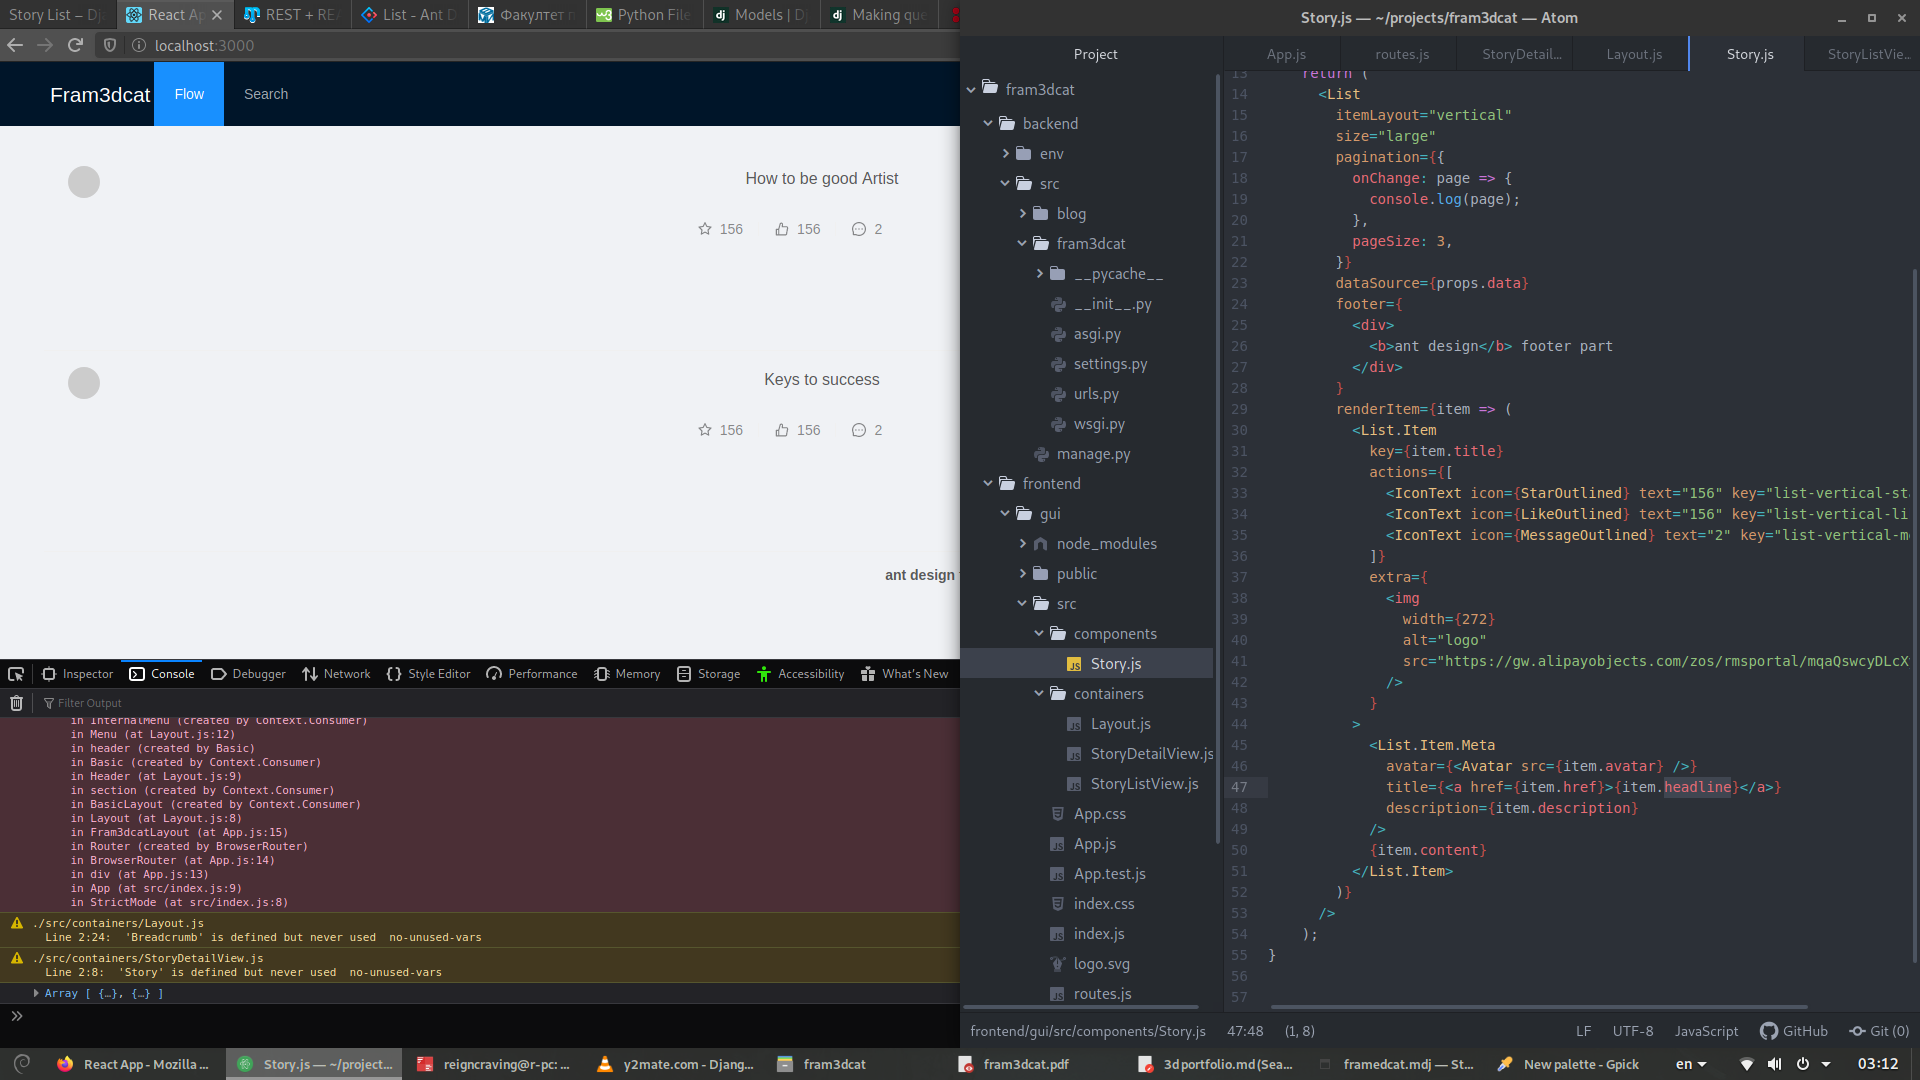 Story List – Dj
React Ap
REST + REA
List - Ant D
Факултет п
Python File
Models | Dj
Making que
localhost:3000
Fram3dcat
Flow
Search
How to be good Artist
156
156
2
Keys to success
156
156
2
ant design
Inspector
Console
Debugger
Network
Style Editor
Performance
Memory
Storage
Accessibility
What's New
Filter Output
in InternalMenu (created by Context.Consumer)
in Menu (at Layout.js:12)
in header (created by Basic)
in Basic (created by Context.Consumer)
in Header (at Layout.js:9)
in section (created by Context.Consumer)
in BasicLayout (created by Context.Consumer)
in Layout (at Layout.js:8)
in Fram3dcatLayout (at App.js:15)
in Router (created by BrowserRouter)
in BrowserRouter (at App.js:14)
in div (at App.js:13)
in App (at src/index.js:9)
in StrictMode (at src/index.js:8)
./src/containers/Layout.js
Line 2:24:  'Breadcrumb' is defined but never used  no-unused-vars
./src/containers/StoryDetailView.js
Line 2:8:  'Story' is defined but never used  no-unused-vars
Array [ {…}, {…} ]
Story.js — ~/projects/fram3dcat — Atom
Project
fram3dcat
backend
env
src
blog
fram3dcat
__pycache__
__init__.py
asgi.py
settings.py
urls.py
wsgi.py
manage.py
frontend
gui
node_modules
public
src
components
Story.js
containers
Layout.js
StoryDetailView.js
StoryListView.js
App.css
App.js
App.test.js
index.css
index.js
logo.svg
routes.js
App.js
routes.js
StoryDetail...
Layout.js
Story.js
StoryListVie...
13 return (
14 <List
15 itemLayout="vertical"
16 size="large"
17 pagination={{
18 onChange: page => {
19 console.log(page);
20 },
21 pageSize: 3,
22 }}
23 dataSource={props.data}
24 footer={
25 <div>
26 <b>ant design</b> footer part
27 </div>
28 }
29 renderItem={item => (
30 <List.Item
31 key={item.title}
32 actions={[
33 <IconText icon={StarOutlined} text="156" key="list-vertical-sta
34 <IconText icon={LikeOutlined} text="156" key="list-vertical-li
35 <IconText icon={MessageOutlined} text="2" key="list-vertical-m
36 ]}
37 extra={
38 <img
39 width={272}
40 alt="logo"
41 src="https://gw.alipayobjects.com/zos/rmsportal/mqaQswcyDLcX
42 />
43 }
44 >
45 <List.Item.Meta
46 avatar={<Avatar src={item.avatar} />}
47 title={<a href={item.href}>{item.headline}</a>}
48 description={item.description}
49 />
50 {item.content}
51 </List.Item>
52 )}
53 />
54 );
55 }
56
57
frontend/gui/src/components/Story.js
47:48
(1, 8)
LF
UTF-8
JavaScript
GitHub
Git (0)
React App - Mozilla ...
Story.js — ~/project...
reigncraving@r-pc: ...
y2mate.com - Djang...
fram3dcat
fram3dcat.pdf
3dportfolio.md (Sea...
framedcat.mdj — St...
New palette - Gpick
en
03:12